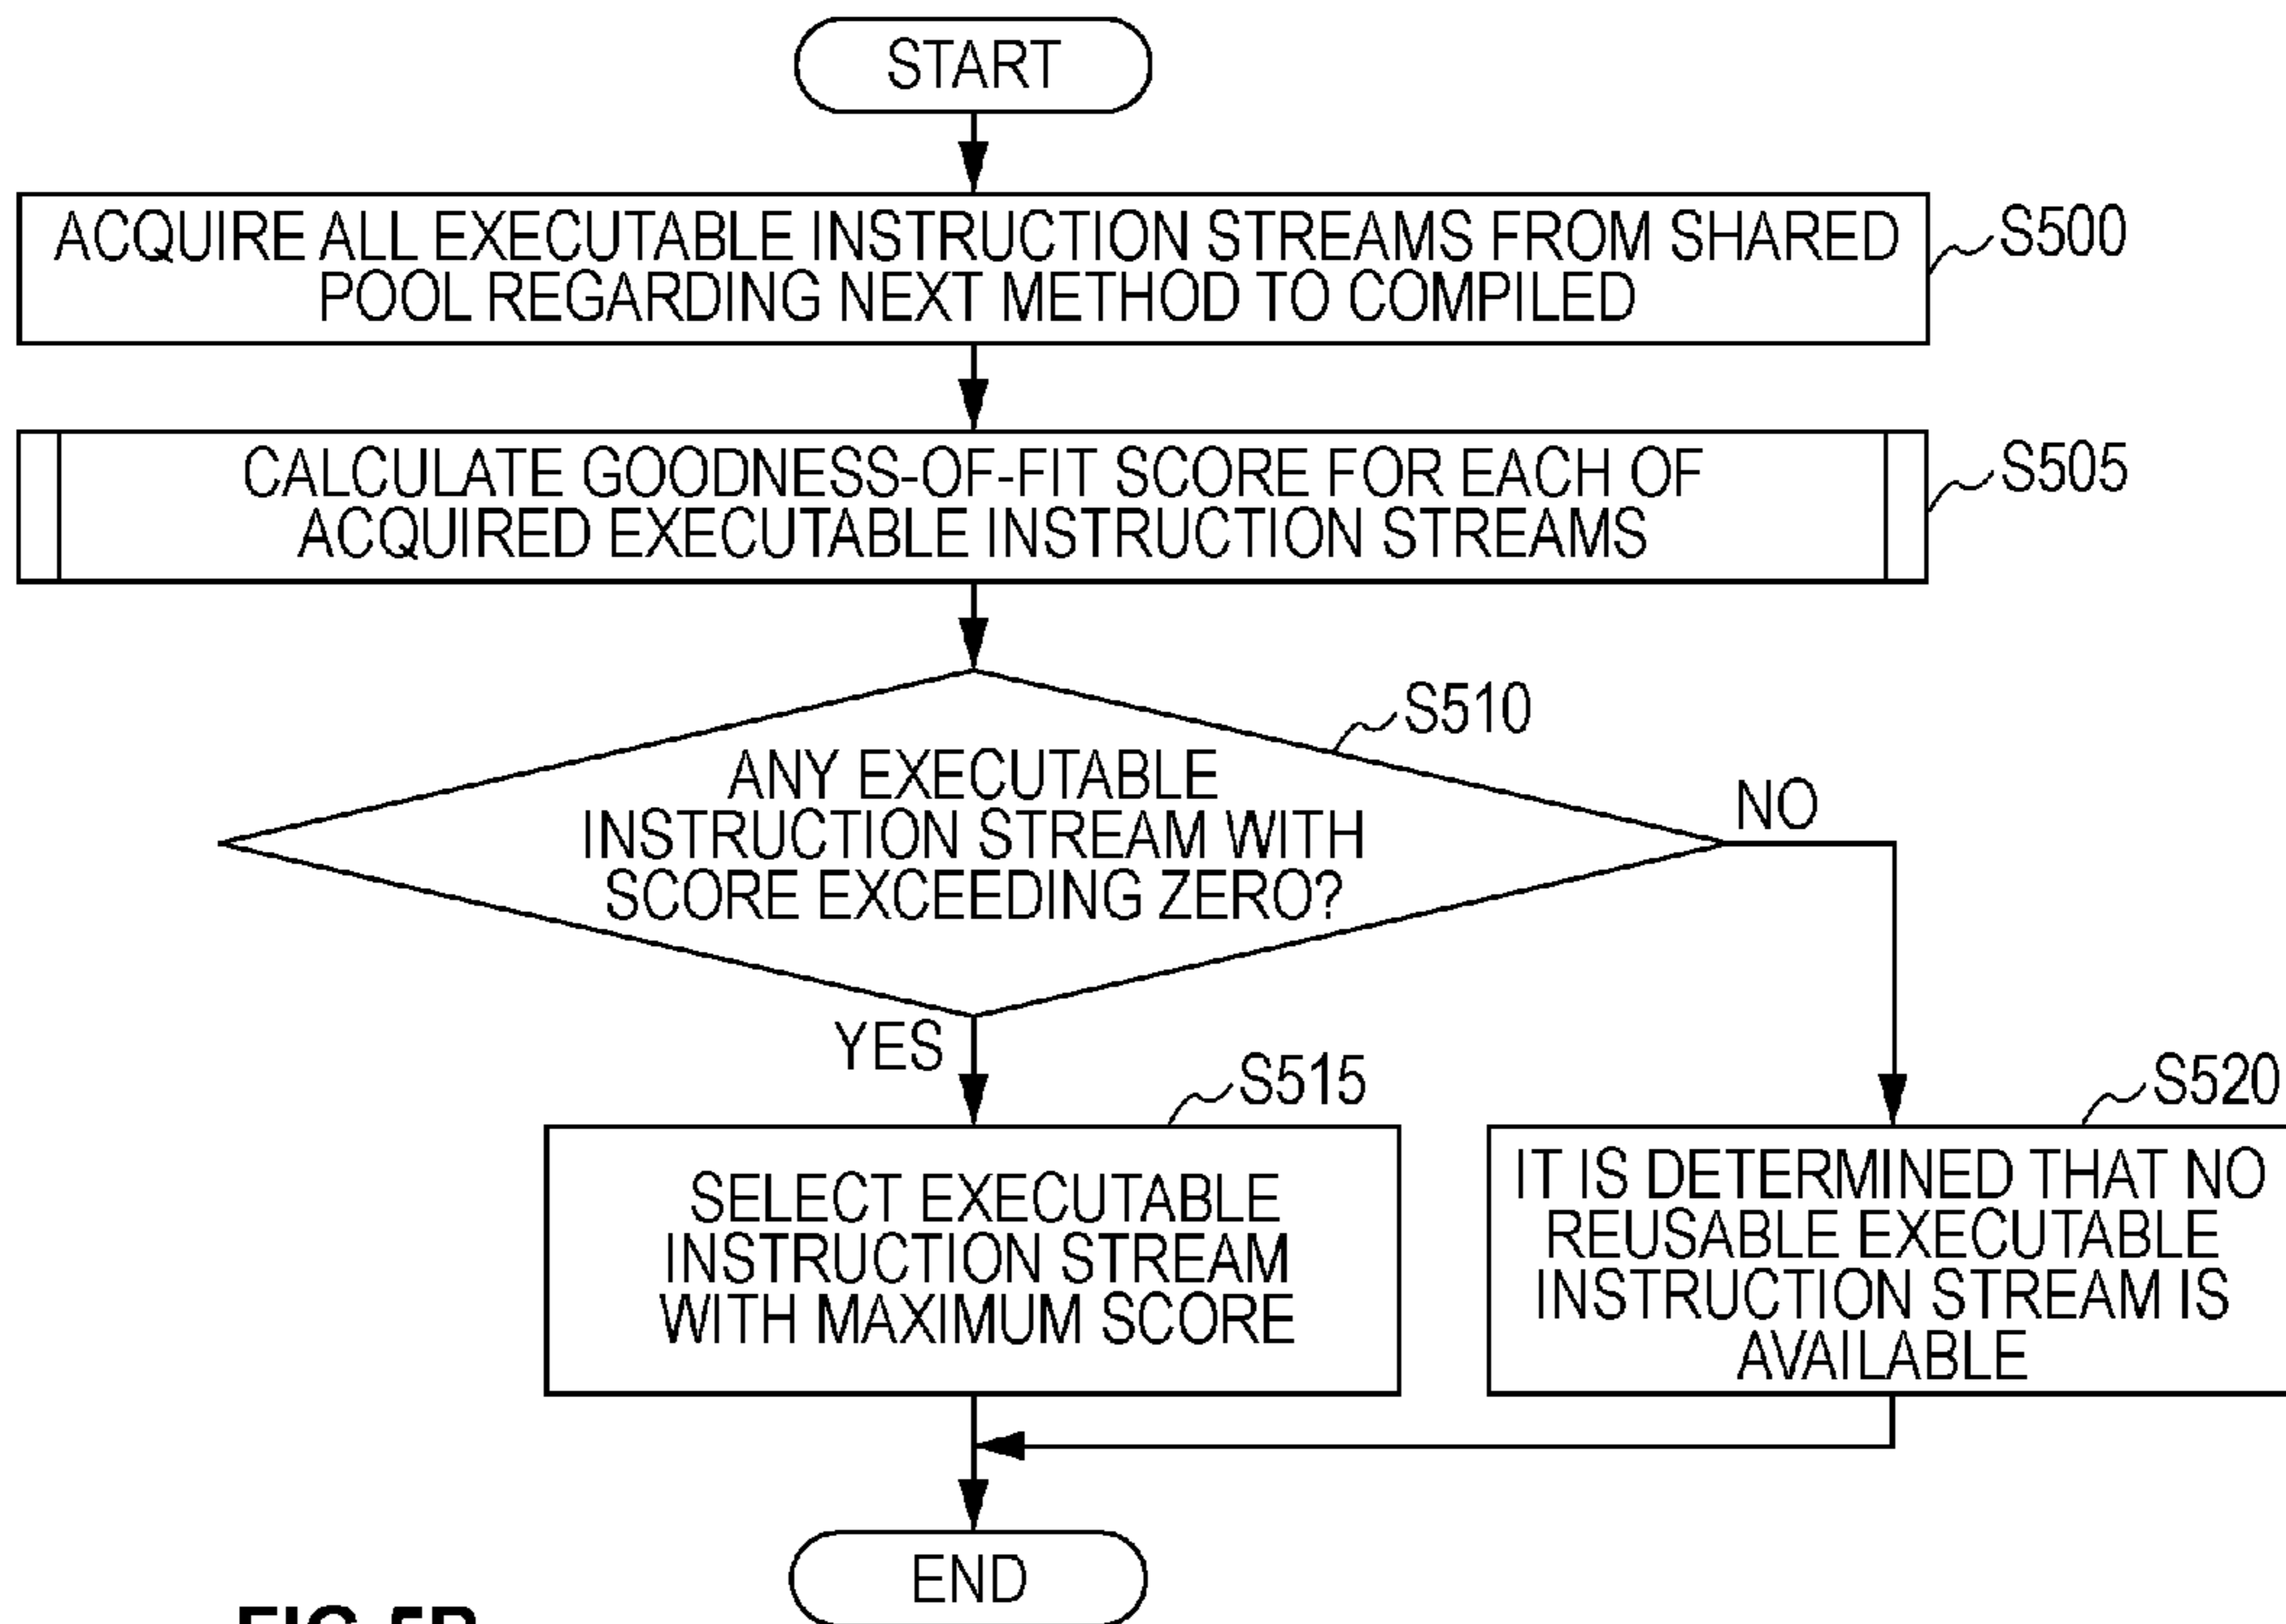 START
ACQUIRE ALL EXECUTABLE INSTRUCTION STREAMS FROM SHARED
POOL REGARDING NEXT METHOD TO COMPILED
S500
CALCULATE GOODNESS-OF-FIT SCORE FOR EACH OF
ACQUIRED EXECUTABLE INSTRUCTION STREAMS
S505
S510
ANY EXECUTABLE
INSTRUCTION STREAM WITH
SCORE EXCEEDING ZERO?
NO
YES
S515
SELECT EXECUTABLE
INSTRUCTION STREAM
WITH MAXIMUM SCORE
S520
IT IS DETERMINED THAT NO
REUSABLE EXECUTABLE
INSTRUCTION STREAM IS
AVAILABLE
END